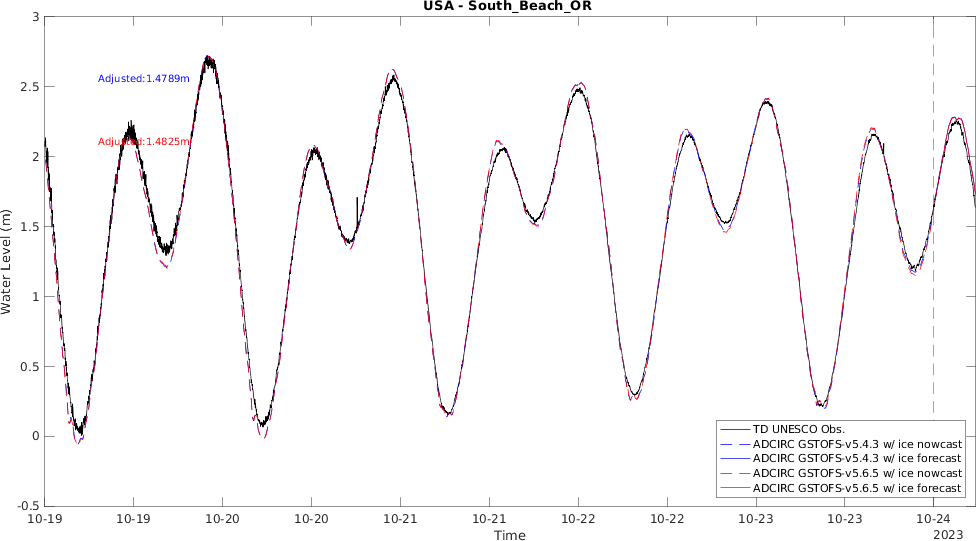 USA - South_Beach_OR
3
2.5
2
1.5
1
0.5
0
-0.5
Water Level (m)
Adjusted:1.4789m
Adjusted:1.4825m
TD UNESCO Obs.
ADCIRC GSTOFS-v5.4.3 w/ ice nowcast
ADCIRC GSTOFS-v5.4.3 w/ ice forecast
ADCIRC GSTOFS-v5.6.5 w/ ice nowcast
ADCIRC GSTOFS-v5.6.5 w/ ice forecast
10-19 10-19 10-20 10-20 10-21 10-21 10-22 10-22 10-23 10-23 10-24
2023
Time